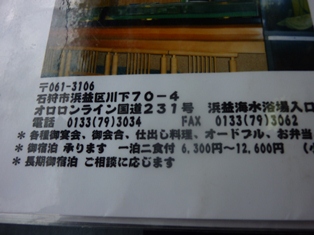 〒061-3106
石狩市浜益区川下70-4
オロロンライン国道231号　浜益海水浴場入口
電話　0133(79)3034　　FAX　0133(79)3062
＊各種御宴会、御会合、仕出し料理、オードブル、お弁当
＊御宿泊 承ります　一泊二食付 6,300円～12,600円　（
＊長期御宿泊 ご相談に応じます